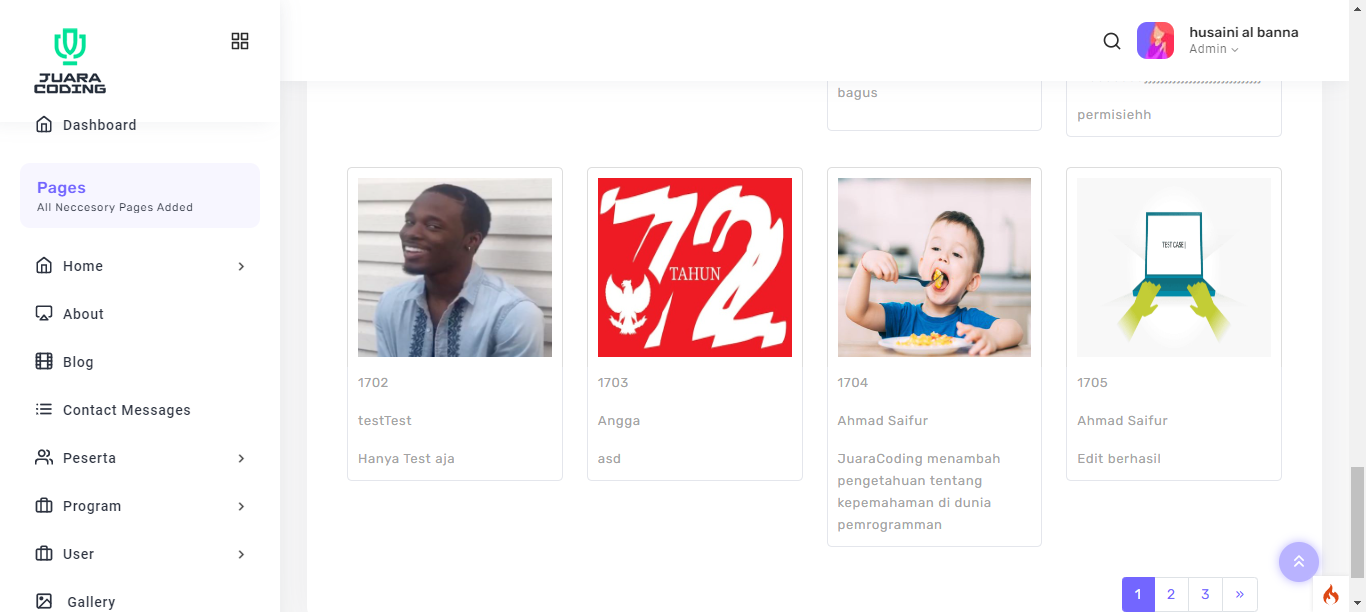 JUARA
CODING
husaini al banna
Admin
Dashboard
Pages
All Neccesory Pages Added
Home
About
Blog
Contact Messages
Peserta
Program
User
Gallery
bagus
permisiehh
1702
testTest
Hanya Test aja
72
TAHUN
1703
Angga
asd
1704
Ahmad Saifur
JuaraCoding menambah
pengetahuan tentang
kepemahaman di dunia
pemrogramman
TEST CASE|
1705
Ahmad Saifur
Edit berhasil
1 2 3 »